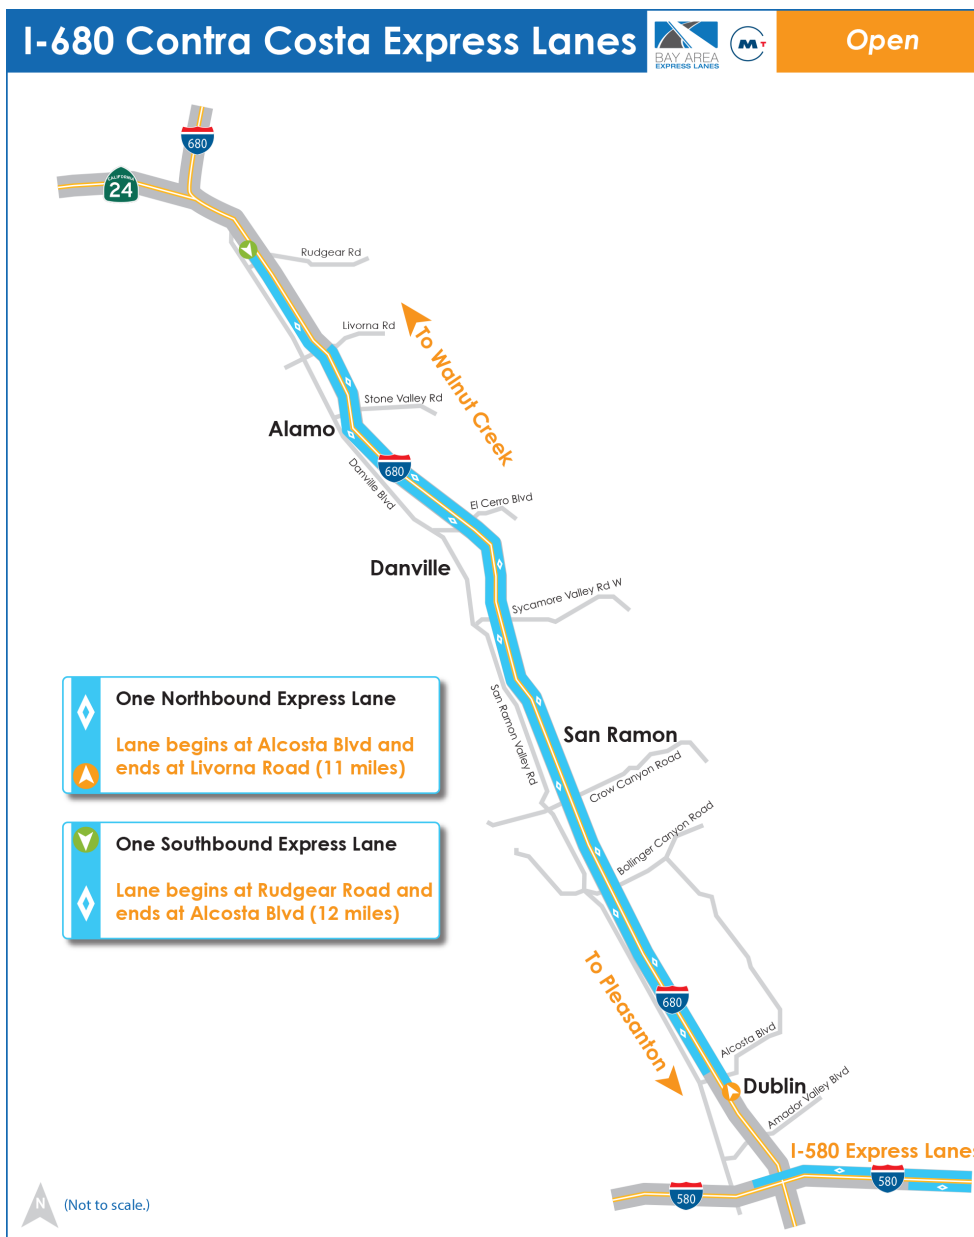 I-680 Contra Costa Express Lanes
BAY AREA
EXPRESS LANES
M T
Open
680
CALIFORNIA
24
Rudgear Rd
Livorna Rd
To Walnut Creek
Stone Valley Rd
Alamo
680
Danville Blvd
El Cerro Blvd
Danville
Sycamore Valley Rd W
One Northbound Express Lane
Lane begins at Alcosta Blvd and
ends at Livorna Road (11 miles)
San Ramon Valley Rd
San Ramon
Crow Canyon Road
Bollinger Canyon Road
One Southbound Express Lane
Lane begins at Rudgear Road and
ends at Alcosta Blvd (12 miles)
To Pleasanton
680
Alcosta Blvd
Dublin
Amador Valley Blvd
I-580 Express Lanes
580
580
N
(Not to scale.)